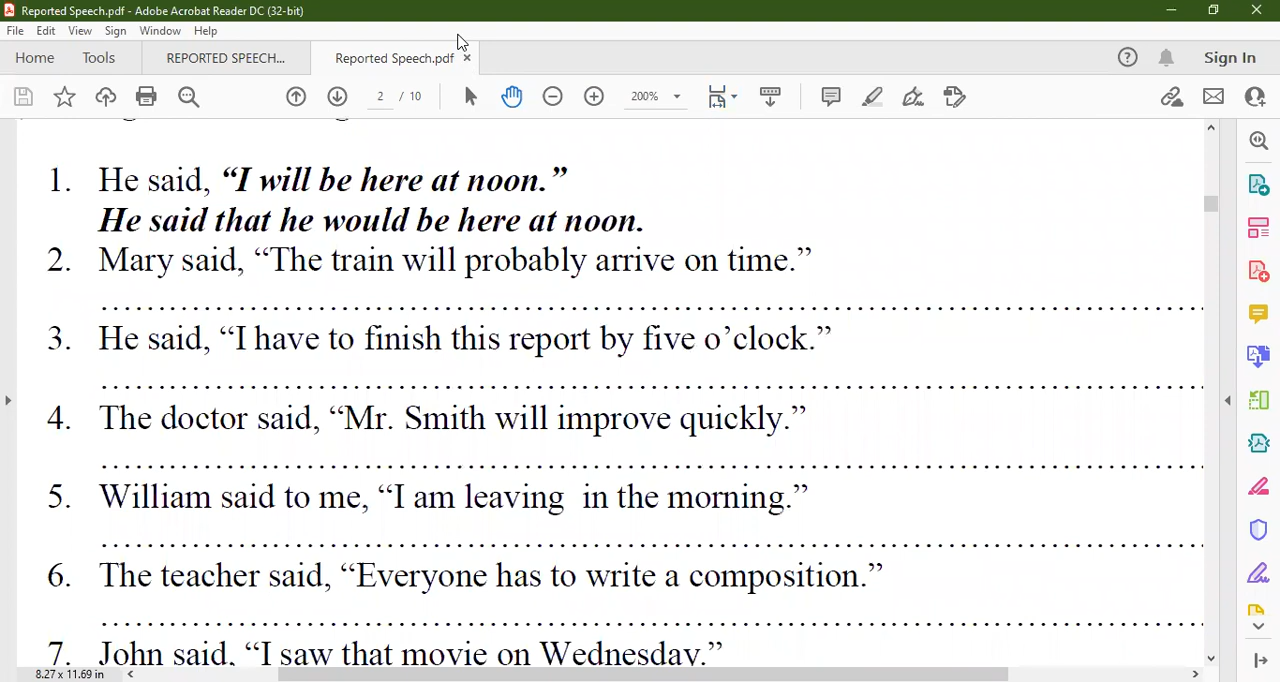 Reported Speech.pdf - Adobe Acrobat Reader DC (32-bit)
File Edit View Sign Window Help
Home Tools REPORTED SPEECH... Reported Speech.pdf × Sign In
2 / 10 200%
1. He said, “I will be here at noon.”
He said that he would be here at noon.
2. Mary said, “The train will probably arrive on time.”
................................................................
3. He said, “I have to finish this report by five o’clock.”
................................................................
4. The doctor said, “Mr. Smith will improve quickly.”
................................................................
5. William said to me, “I am leaving in the morning.”
................................................................
6. The teacher said, “Everyone has to write a composition.”
................................................................
7. John said, “I saw that movie on Wednesday.”
8.27 x 11.69 in